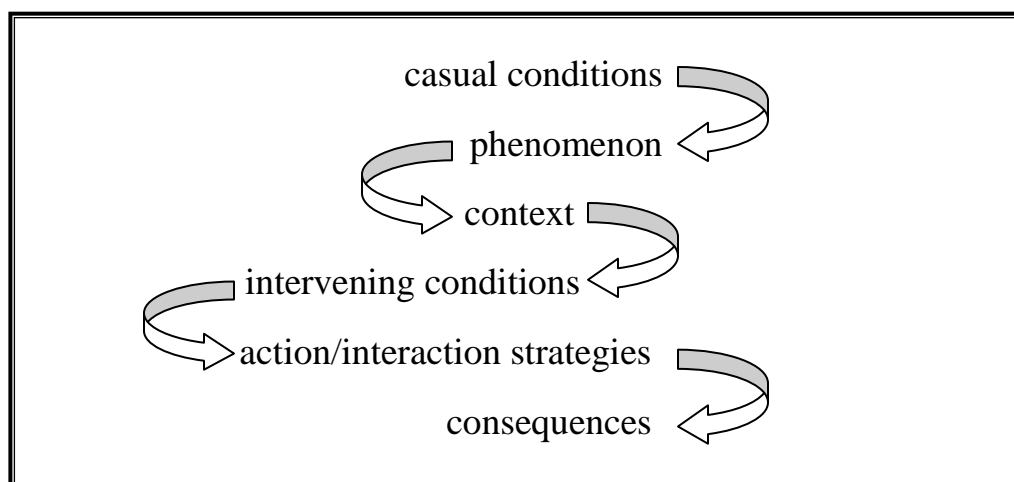 casual conditions
phenomenon
context
intervening conditions
action/interaction strategies
consequences